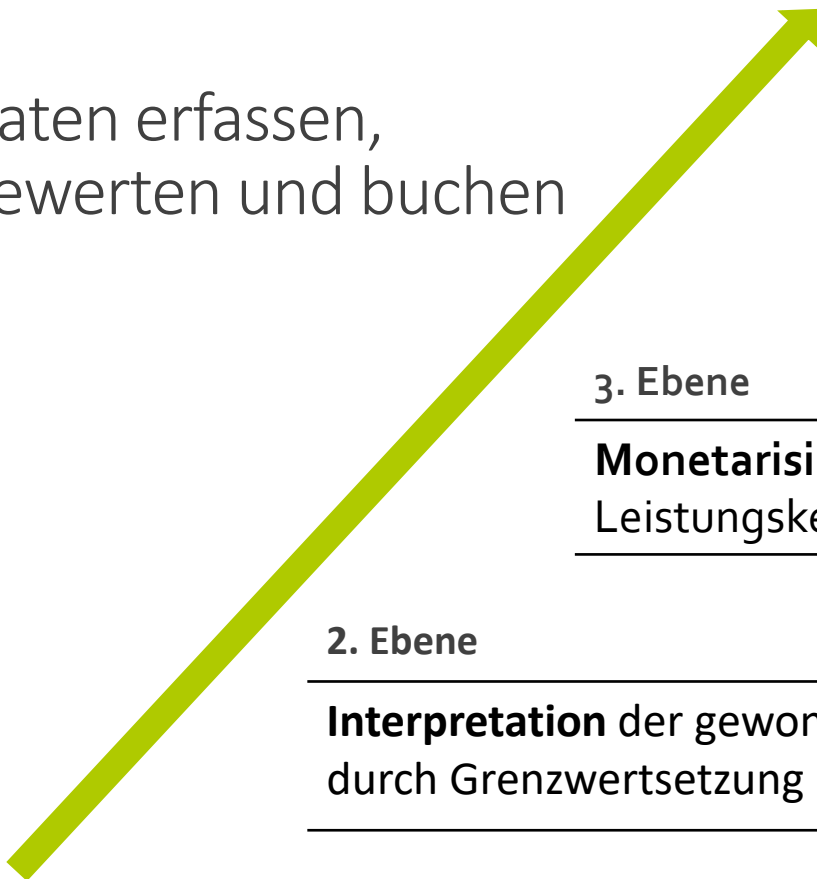 aten erfassen,
ewerten und buchen
3. Ebene
Monetarisi
Leistungske
2. Ebene
Interpretation der gewon
durch Grenzwertsetzung